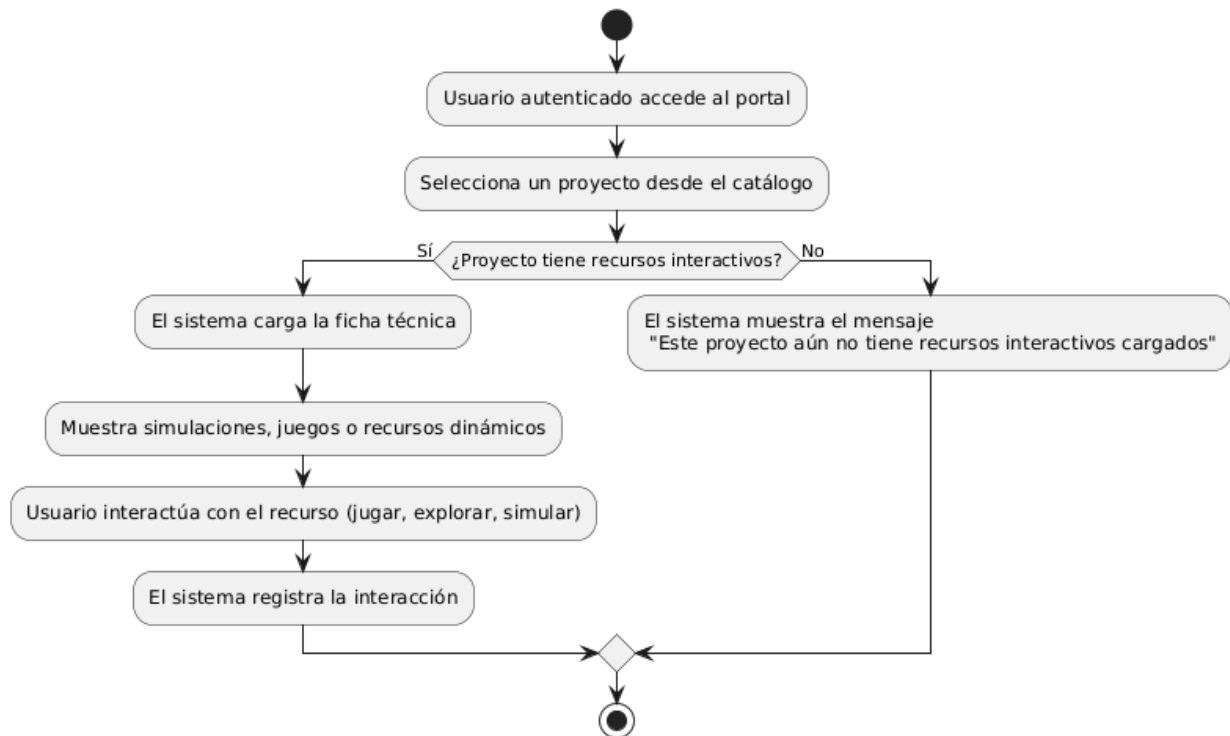 Usuario autenticado accede al portal
Selecciona un proyecto desde el catálogo
Sí
¿Proyecto tiene recursos interactivos?
No
El sistema carga la ficha técnica
Muestra simulaciones, juegos o recursos dinámicos
Usuario interactúa con el recurso (jugar, explorar, simular)
El sistema registra la interacción
El sistema muestra el mensaje
"Este proyecto aún no tiene recursos interactivos cargados"